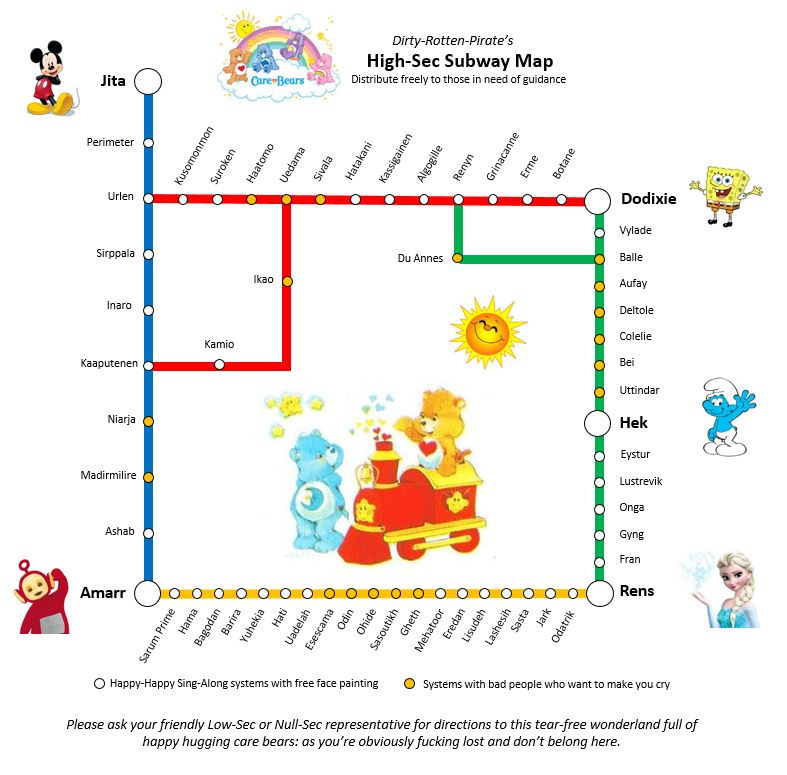 Dirty-Rotten-Pirate's
High-Sec Subway Map
Distribute freely to those in need of guidance
Care Bears
Jita
Perimeter
Urlen
Sirppala
Inaro
Kaaputenen
Niarja
Madirmilire
Ashab
Amarr
Kusomonmon
Suroken
Haatomo
Uedama
Sivala
Hatakani
Kassigainen
Algogille
Renyn
Grinacanne
Erme
Botane
Dodixie
Vylade
Balle
Aufay
Deltole
Colelie
Bei
Uttindar
Hek
Eystur
Lustrevik
Onga
Gyng
Fran
Rens
Du Annes
Ikao
Kamio
Sarum Prime
Hama
Bagodan
Barira
Yuhekia
Hati
Uadelah
Esescama
Odin
Ohide
Sasoutikh
Gheth
Mehatoor
Eredan
Lisudeh
Lashesih
Sasta
Jark
Odatrik
Happy-Happy Sing-Along systems with free face painting
Systems with bad people who want to make you cry
Please ask your friendly Low-Sec or Null-Sec representative for directions to this tear-free wonderland full of
happy hugging care bears: as you're obviously fucking lost and don't belong here.